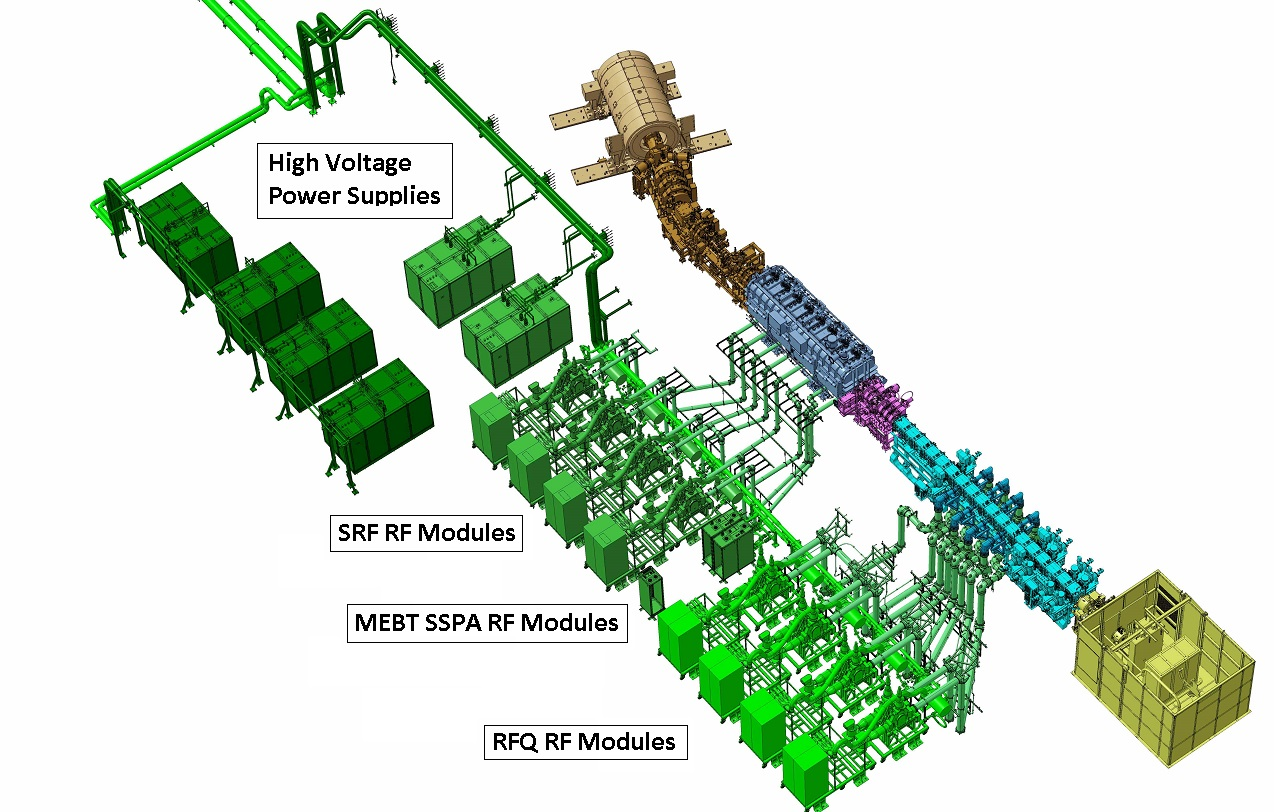 High Voltage
Power Supplies
SRF RF Modules
MEBT SSPA RF Modules
RFQ RF Modules